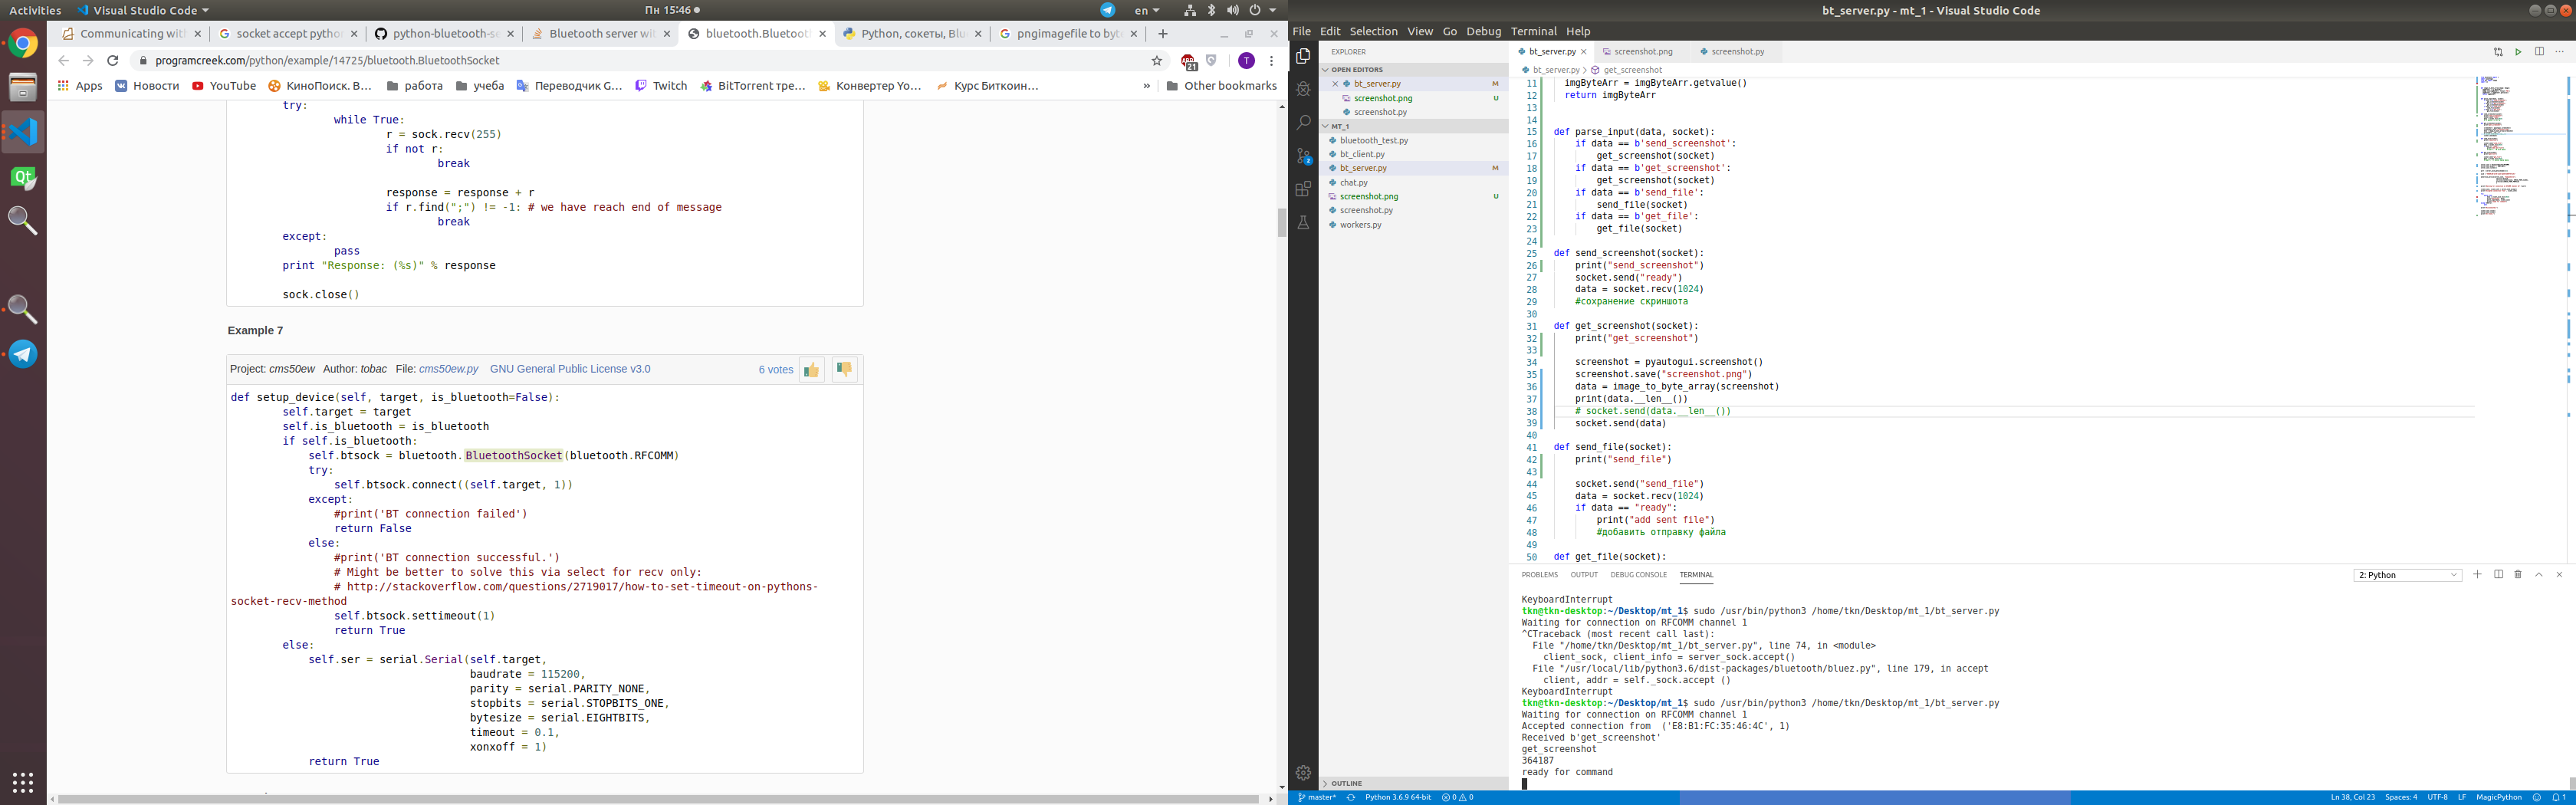 Activities
Visual Studio Code
Пн 15:46
en
Communicating with
socket accept python
python-bluetooth-se
Bluetooth server wit
bluetooth.Bluetooth
Python, сокеты, Blu
pngimagefile to byte
programcreek.com/python/example/14725/bluetooth.BluetoothSocket
21
T
Apps
Новости
YouTube
КиноПоиск. В...
работа
учеба
Переводчик G...
Twitch
BitTorrent тре...
Конвертер Yo...
Курс Биткоин...
»
Other bookmarks
try:
while True:
r = sock.recv(255)
if not r:
break
response = response + r
if r.find(";") != -1: # we have reach end of message
break
except:
pass
print "Response: (%s)" % response
sock.close()
Example 7
Project: cms50ew Author: tobac File: cms50ew.py GNU General Public License v3.0
6 votes
def setup_device(self, target, is_bluetooth=False):
self.target = target
self.is_bluetooth = is_bluetooth
if self.is_bluetooth:
self.btsock = bluetooth.BluetoothSocket(bluetooth.RFCOMM)
try:
self.btsock.connect((self.target, 1))
except:
#print('BT connection failed')
return False
else:
#print('BT connection successful.')
# Might be better to solve this via select for recv only:
# http://stackoverflow.com/questions/2719017/how-to-set-timeout-on-pythons-
socket-recv-method
self.btsock.settimeout(1)
return True
else:
self.ser = serial.Serial(self.target,
baudrate = 115200,
parity = serial.PARITY_NONE,
stopbits = serial.STOPBITS_ONE,
bytesize = serial.EIGHTBITS,
timeout = 0.1,
xonxoff = 1)
return True
bt_server.py - mt_1 - Visual Studio Code
File Edit Selection View Go Debug Terminal Help
EXPLORER
OPEN EDITORS
bt_server.py M
screenshot.png U
screenshot.py
MT_1
bluetooth_test.py
bt_client.py
bt_server.py M
chat.py
screenshot.png U
screenshot.py
workers.py
OUTLINE
2
bt_server.py
screenshot.png
screenshot.py
bt_server.py > get_screenshot
11 imgByteArr = imgByteArr.getvalue()
12 return imgByteArr
13
14
15 def parse_input(data, socket):
16 if data == b'send_screenshot':
17 get_screenshot(socket)
18 if data == b'get_screenshot':
19 get_screenshot(socket)
20 if data == b'send_file':
21 send_file(socket)
22 if data == b'get_file':
23 get_file(socket)
24
25 def send_screenshot(socket):
26 print("send_screenshot")
27 socket.send("ready")
28 data = socket.recv(1024)
29 #сохранение скриншота
30
31 def get_screenshot(socket):
32 print("get_screenshot")
33
34 screenshot = pyautogui.screenshot()
35 screenshot.save("screenshot.png")
36 data = image_to_byte_array(screenshot)
37 print(data.__len__())
38 # socket.send(data.__len__())
39 socket.send(data)
40
41 def send_file(socket):
42 print("send_file")
43
44 socket.send("send_file")
45 data = socket.recv(1024)
46 if data == "ready":
47 print("add sent file")
48 #добавить отправку файла
49
50 def get_file(socket):
PROBLEMS OUTPUT DEBUG CONSOLE TERMINAL
2: Python
KeyboardInterrupt
tkn@tkn-desktop:~/Desktop/mt_1$ sudo /usr/bin/python3 /home/tkn/Desktop/mt_1/bt_server.py
Waiting for connection on RFCOMM channel 1
^CTraceback (most recent call last):
File "/home/tkn/Desktop/mt_1/bt_server.py", line 74, in <module>
client_sock, client_info = server_sock.accept()
File "/usr/local/lib/python3.6/dist-packages/bluetooth/bluez.py", line 179, in accept
client, addr = self._sock.accept ()
KeyboardInterrupt
tkn@tkn-desktop:~/Desktop/mt_1$ sudo /usr/bin/python3 /home/tkn/Desktop/mt_1/bt_server.py
Waiting for connection on RFCOMM channel 1
Accepted connection from ('E8:B1:FC:35:46:4C', 1)
Received b'get_screenshot'
get_screenshot
364187
ready for command
master*
Python 3.6.9 64-bit
0
0
Ln 38, Col 23
Spaces: 4
UTF-8
LF
MagicPython
1